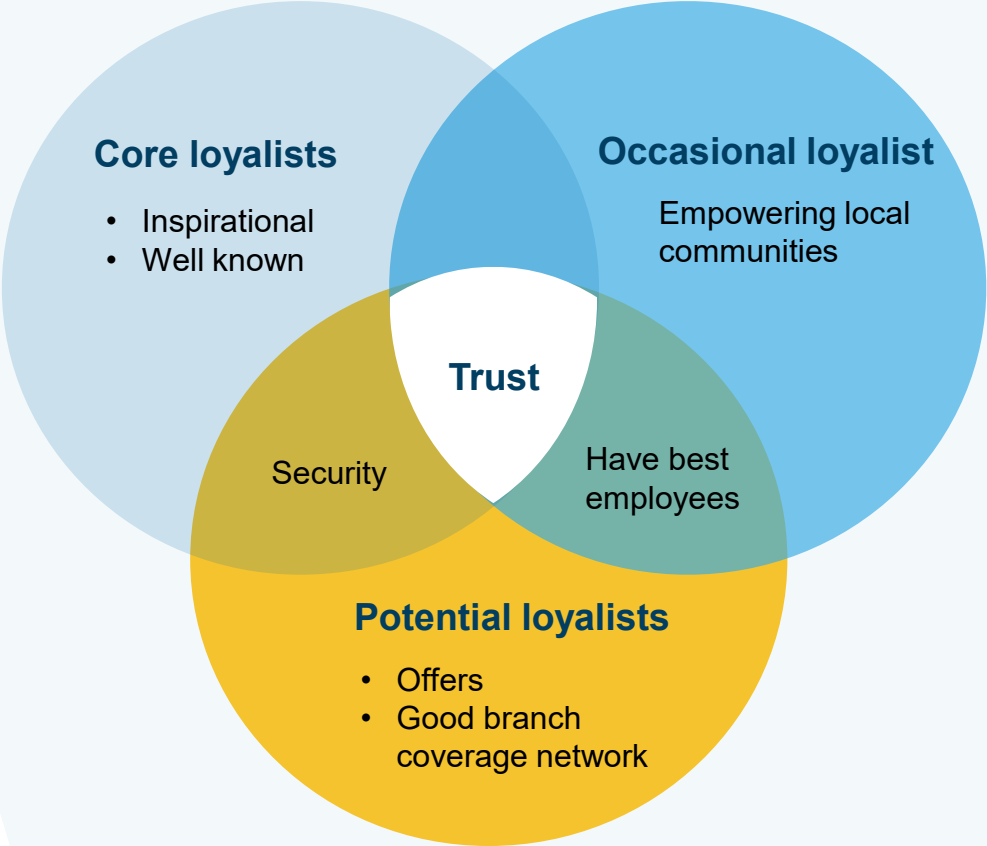 Core loyalists
• Inspirational
• Well known
Occasional loyalist
Empowering local
communities
Trust
Security
Have best
employees
Potential loyalists
• Offers
• Good branch
coverage network